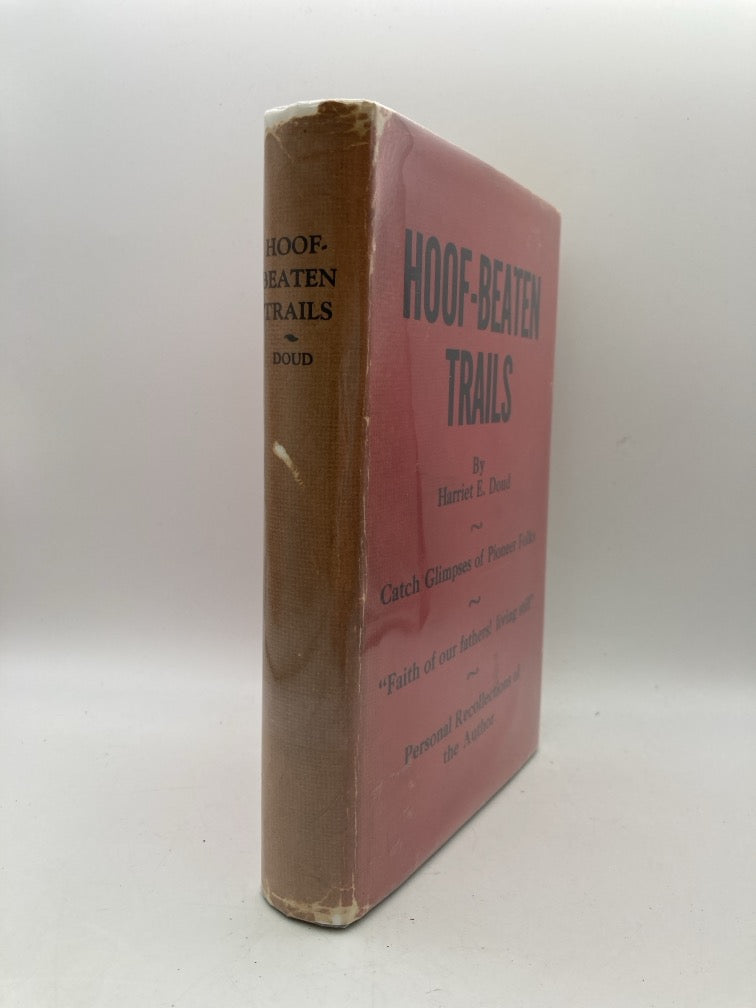 HOOF-
BEATEN
TRAILS
~
DOUD
HOOF-BEATEN
TRAILS
By
Harriet E. Doud
~
Catch Glimpses of Pioneer Folks
~
"Faith of our fathers! living still"
~
Personal Recollections of
the Author